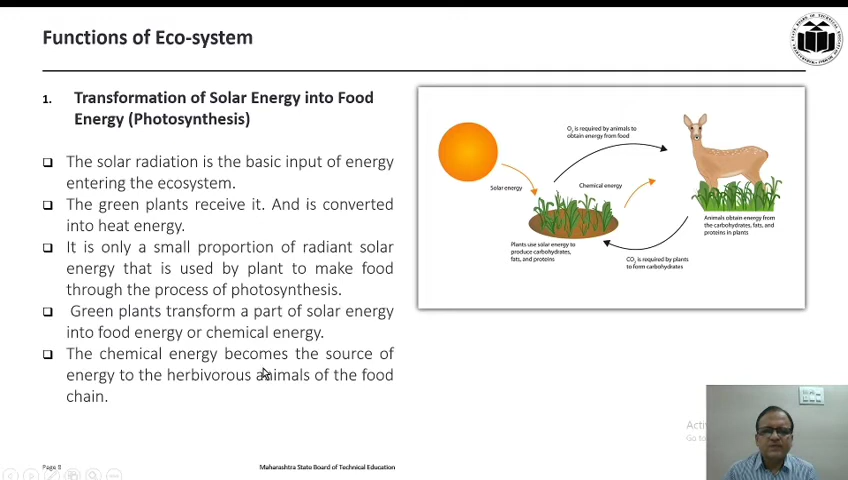 Functions of Eco-system
1. Transformation of Solar Energy into Food
Energy (Photosynthesis)
The solar radiation is the basic input of energy
entering the ecosystem.
The green plants receive it. And is converted
into heat energy.
It is only a small proportion of radiant solar
energy that is used by plant to make food
through the process of photosynthesis.
Green plants transform a part of solar energy
into food energy or chemical energy.
The chemical energy becomes the source of
energy to the herbivorous animals of the food
chain.
O₂ is required by animals to
obtain energy from food
Solar energy
Chemical energy
Plants use solar energy to
produce carbohydrates,
fats, and proteins
Animals obtain energy from
the carbohydrates, fats, and
proteins in plants
CO₂ is required by plants
to form carbohydrates
Go to
Page 8
Maharashtra State Board of Technical Education